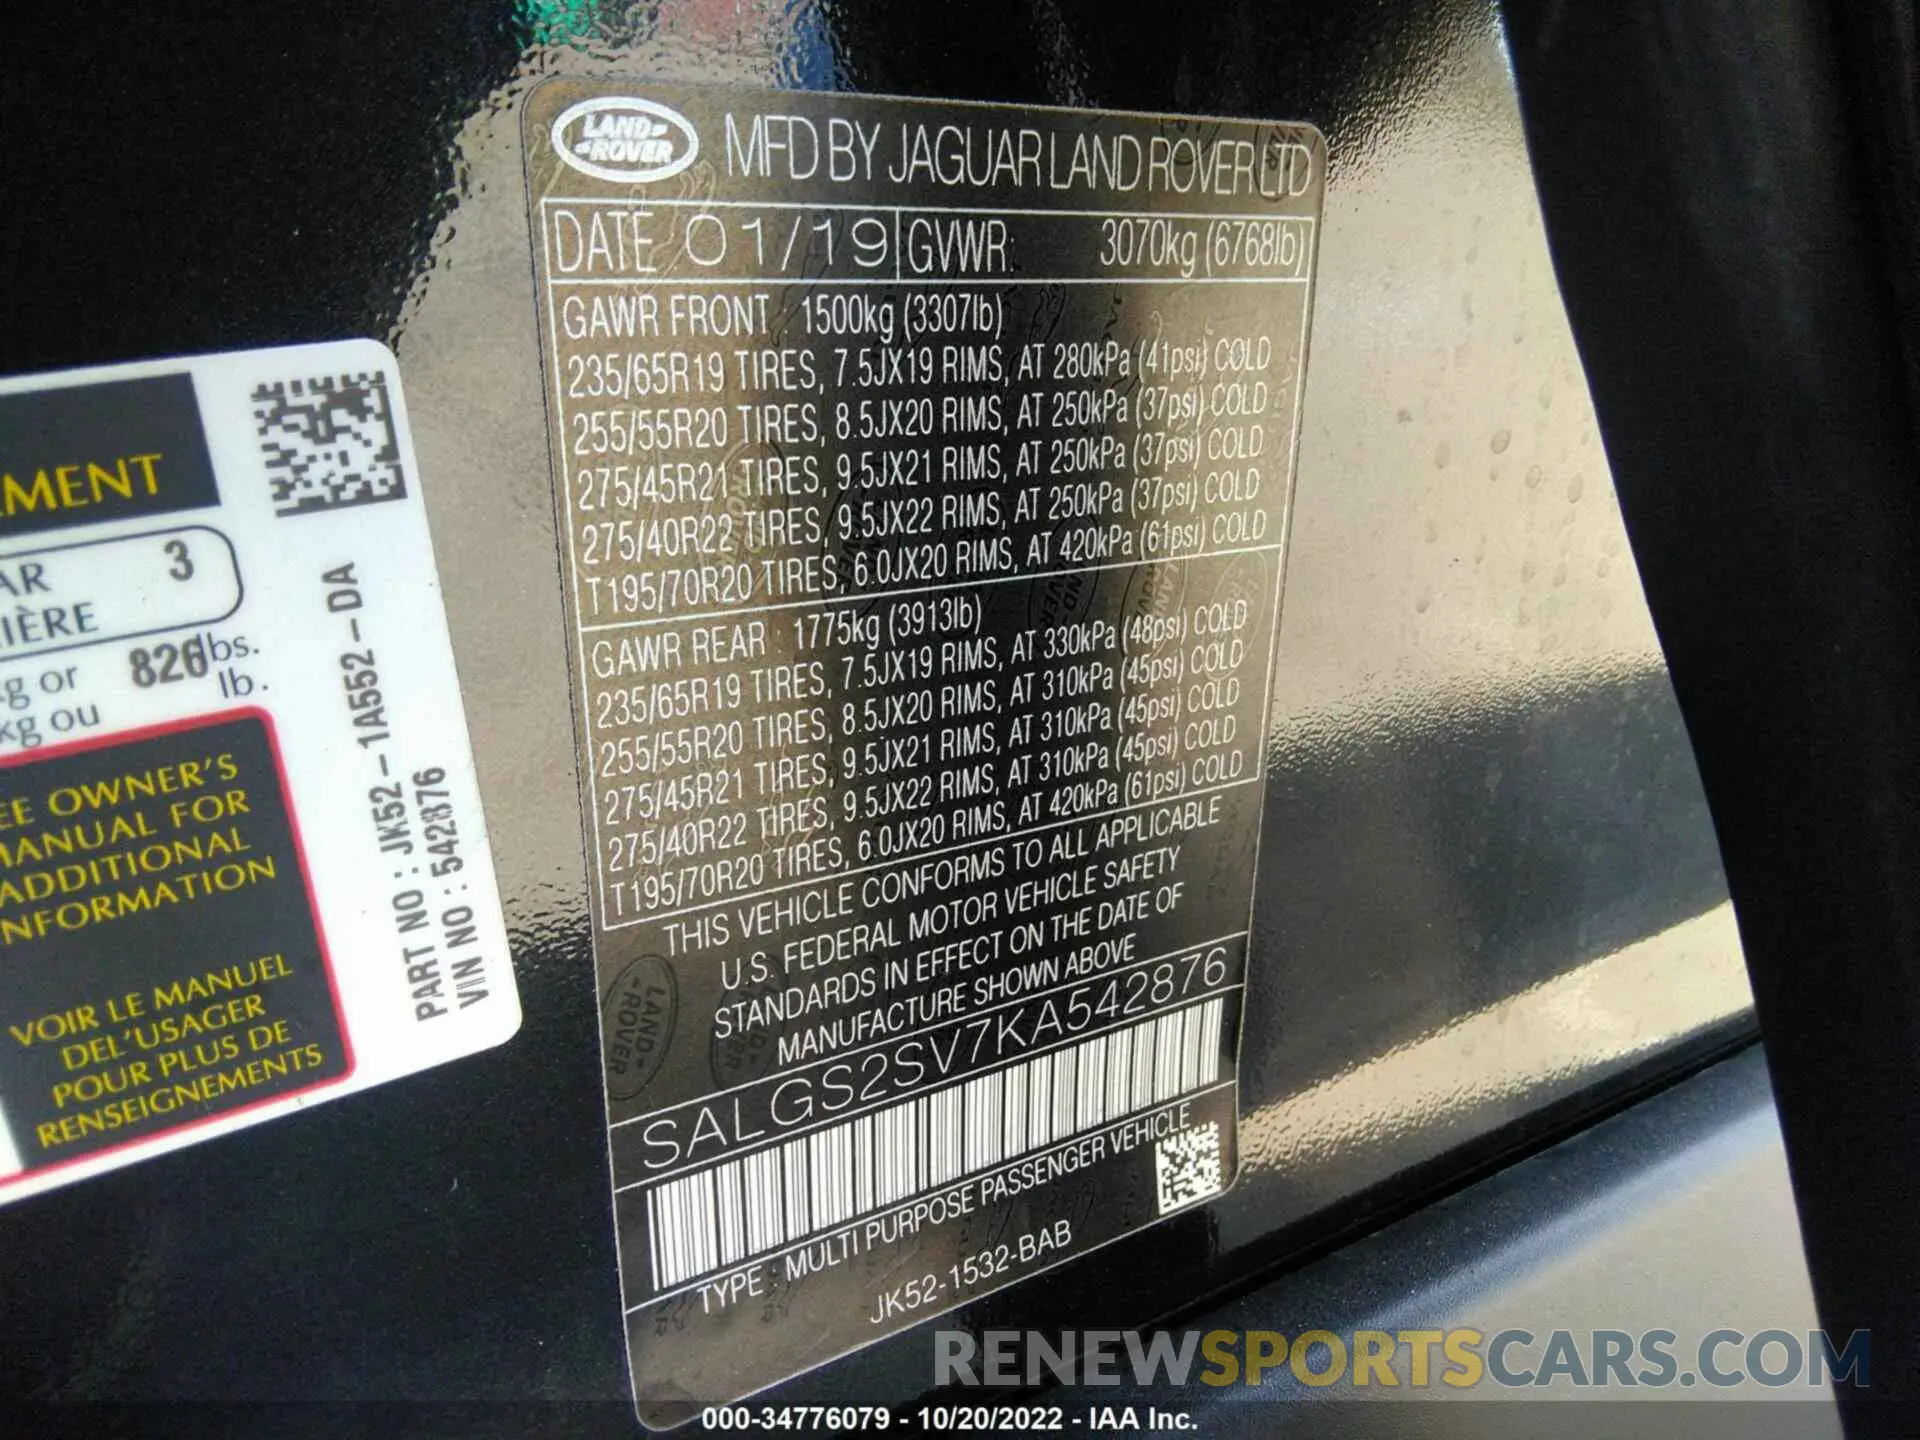 MENT
AR 3
IÈRE
kg or 826 lbs.
kg ou lb.
EE OWNER'S
MANUAL FOR
ADDITIONAL
INFORMATION
VOIR LE MANUEL
DEL'USAGER
POUR PLUS DE
RENSEIGNEMENTS
PART NO : JK52-1A552-DA
VIN NO : 542876
LAND-
-ROVER
MFD BY JAGUAR LAND ROVER LTD
DATE 01/19 GVWR: 3070kg (6768lb)
GAWR FRONT : 1500kg (3307lb)
235/65R19 TIRES, 7.5JX19 RIMS, AT 280kPa (41psi) COLD
255/55R20 TIRES, 8.5JX20 RIMS, AT 250kPa (37psi) COLD
275/45R21 TIRES, 9.5JX21 RIMS, AT 250kPa (37psi) COLD
275/40R22 TIRES, 9.5JX22 RIMS, AT 250kPa (37psi) COLD
T195/70R20 TIRES, 6.0JX20 RIMS, AT 420kPa (61psi) COLD
GAWR REAR : 1775kg (3913lb)
235/65R19 TIRES, 7.5JX19 RIMS, AT 330kPa (48psi) COLD
255/55R20 TIRES, 8.5JX20 RIMS, AT 310kPa (45psi) COLD
275/45R21 TIRES, 9.5JX21 RIMS, AT 310kPa (45psi) COLD
275/40R22 TIRES, 9.5JX22 RIMS, AT 310kPa (45psi) COLD
T195/70R20 TIRES, 6.0JX20 RIMS, AT 420kPa (61psi) COLD
THIS VEHICLE CONFORMS TO ALL APPLICABLE
U.S. FEDERAL MOTOR VEHICLE SAFETY
STANDARDS IN EFFECT ON THE DATE OF
MANUFACTURE SHOWN ABOVE
SALGS2SV7KA542876
TYPE : MULTI PURPOSE PASSENGER VEHICLE
JK52-1532-BAB
RENEWSPORTSCARS.COM
000-34776079 - 10/20/2022 - IAA Inc.